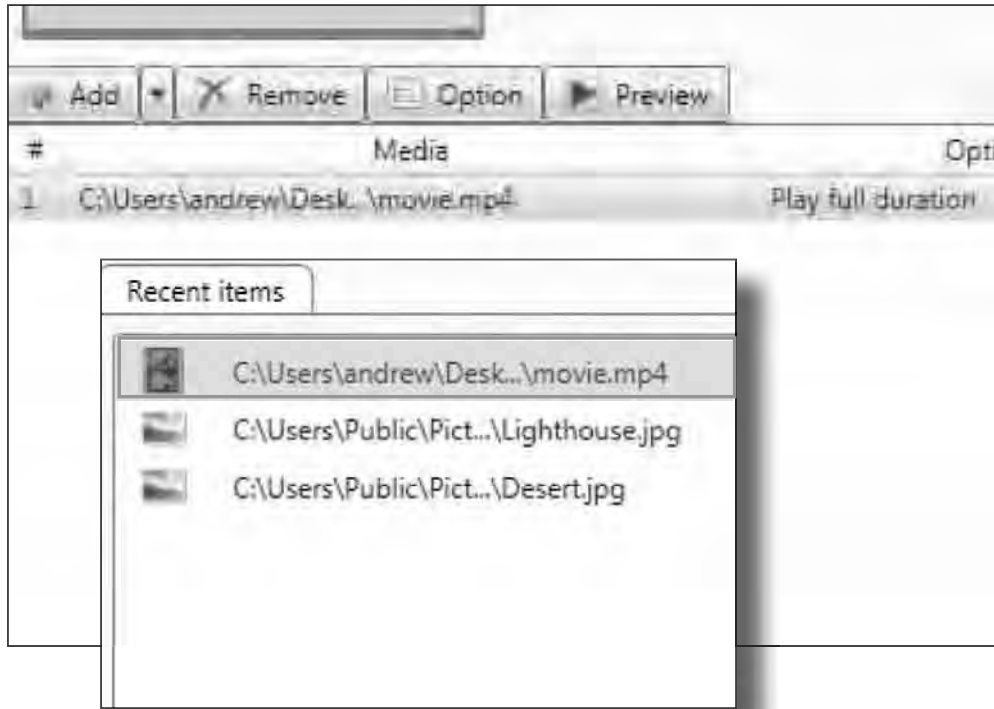 Add Remove Option Preview
# Media Opti
1 C:\Users\andrew\Desk...\movie.mp4 Play full duration
Recent items
C:\Users\andrew\Desk...\movie.mp4
C:\Users\Public\Pict...\Lighthouse.jpg
C:\Users\Public\Pict...\Desert.jpg